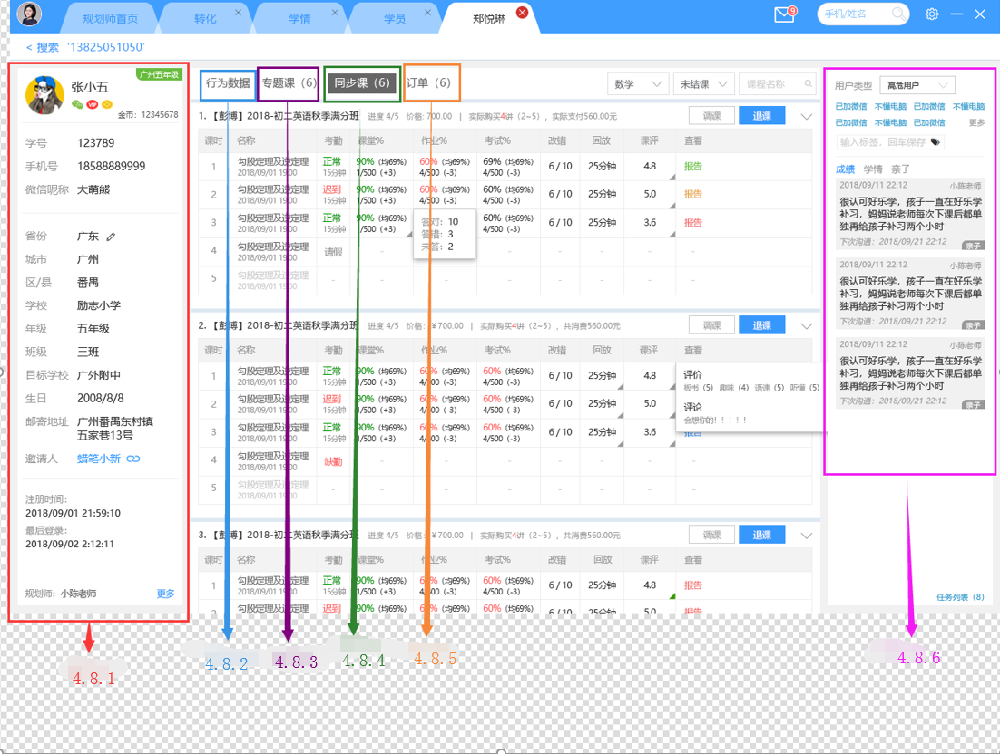 规划师首页 转化 学情 学员 郑悦琳 9 手机/姓名
< 搜索 '13825051050'
广州五年级
张小五
VIP
金币: 12345678
学号 123789
手机号 18588889999
微信昵称 大萌能
省份 广东
城市 广州
区/县 番禺
学校 励志小学
年级 五年级
班级 三班
目标学校 广外附中
生日 2008/8/8
邮寄地址 广州番禺东村镇
五家巷13号
邀请人 蜡笔小新
注册时间:
2018/09/01 21:59:10
最后登录:
2018/09/02 2:12:11
规划师: 小陈老师 更多
行为数据 专题课（6） 同步课（6） 订单（6） 数学 未结课 课程名称
1.【彭博】2018-初二英语秋季满分班 进度 4/5 价格: 700.00 | 实际购买4讲（2~5），实际支付560.00元 调课 退课
课时 名称 考勤 课堂% 作业% 考试% 改错 回放 课评 查看
1 勾股定理及逆定理 正常 90% (均69%) 60% (均69%) 69% (均69%) 6 / 10 25分钟 4.8 报告
2018/09/01 19:00 15分钟 1/500 (+3) 4/500 (-3) 4/500 (-3)
2 勾股定理及逆定理 迟到 90% (均69%) 60% (均69%) 60% (均69%) 6 / 10 25分钟 5.0 报告
2018/09/01 19:00 15分钟 1/500 (+3) 4/500 (-3) 4/500 (-3)
3 勾股定理及逆定理 正常 90% (均69%) 60% (均69%) 6 / 10 25分钟 3.6 报告
2018/09/01 19:00 15分钟 1/500 (+3) 4/500 (-3)
答对: 10
答错: 3
未答: 2
4 勾股定理及逆定理 请假 - - - - - -
2018/09/01 19:00
5 勾股定理及逆定理 - - - - - - -
2018/09/01 19:00
2.【彭博】2018-初二英语秋季满分班 进度 4/5 价格: ￥700.00 | 实际购买4讲（2~5），共消费560.00元 调课 退课
课时 名称 考勤 课堂% 作业% 考试% 改错 回放 课评 查看
1 勾股定理及逆定理 正常 90% (均69%) 60% (均69%) 60% (均69%) 6 / 10 25分钟 4.8
2018/09/01 19:00 15分钟 1/500 (+3) 4/500 (-3) 4/500 (-3)
2 勾股定理及逆定理 迟到 90% (均69%) 60% (均69%) 60% (均69%) 6 / 10 25分钟 5.0
2018/09/01 19:00 15分钟 1/500 (+3) 4/500 (-3) 4/500 (-3)
3 勾股定理及逆定理 正常 90% (均69%) 60% (均69%) 60% (均69%) 6 / 10 25分钟 3.6 报告
2018/09/01 19:00 15分钟 1/500 (+3) 4/500 (-3) 4/500 (-3)
评价
板书（5） 趣味（4） 语速（5） 听懂（5）
评论
会想你的！！！！！
4 勾股定理及逆定理 缺勤 - - - - - -
2018/09/01 19:00
5 勾股定理及逆定理 - - - - - - -
2018/09/01 19:00
3.【彭博】2018-初二英语秋季满分班 进度 4/5 价格: ￥700.00 | 实际购买4讲（2~5），共消费560.00元 调课 退课
课时 名称 考勤 课堂% 作业% 考试% 改错 回放 课评 查看
1 勾股定理及逆定理 正常 90% (均69%) 60% (均69%) 60% (均69%) 6 / 10 25分钟 4.8 报告
2018/09/01 19:00 15分钟 1/500 (+3) 4/500 (-3) 4/500 (-3)
勾股定理及逆定理 迟到 90% (均69%) 60% (均69%) 60% (均69%) 6 / 10 25分钟 5.0 报告
用户类型 高危用户
已加微信 不懂电脑 已加微信 不懂电脑
已加微信 不懂电脑 已加微信 更多
输入标签，回车保存
成绩 学情 亲子
2018/09/11 22:12 小陈老师
很认可好乐学，孩子一直在好乐学
补习，妈妈说老师每次下课后都单
独再给孩子补习两个小时
下次沟通: 2018/09/21 22:12 亲子
2018/09/11 22:12 小陈老师
很认可好乐学，孩子一直在好乐学
补习，妈妈说老师每次下课后都单
独再给孩子补习两个小时
下次沟通: 2018/09/21 22:12 亲子
2018/09/11 22:12 小陈老师
很认可好乐学，孩子一直在好乐学
补习，妈妈说老师每次下课后都单
独再给孩子补习两个小时
下次沟通: 2018/09/21 22:12 亲子
任务列表（8）
4.8.1
4.8.2
4.8.3
4.8.4
4.8.5
4.8.6